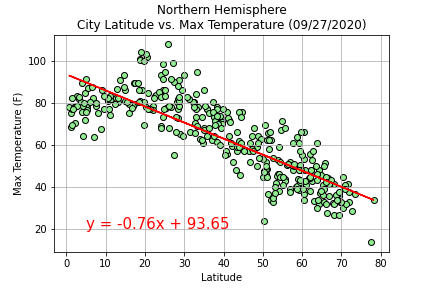 Northern Hemisphere
City Latitude vs. Max Temperature (09/27/2020)
Max Temperature (F)
100
80
60
40
20
y = -0.76x + 93.65
0 10 20 30 40 50 60 70 80
Latitude